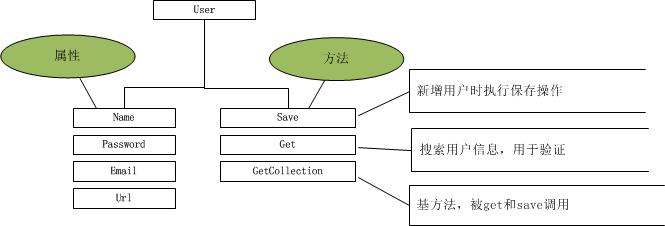 User
属性
方法
Name
Save
新增用户时执行保存操作
Password
Get
搜索用户信息，用于验证
Email
GetCollection
Url
基方法，被get和save调用